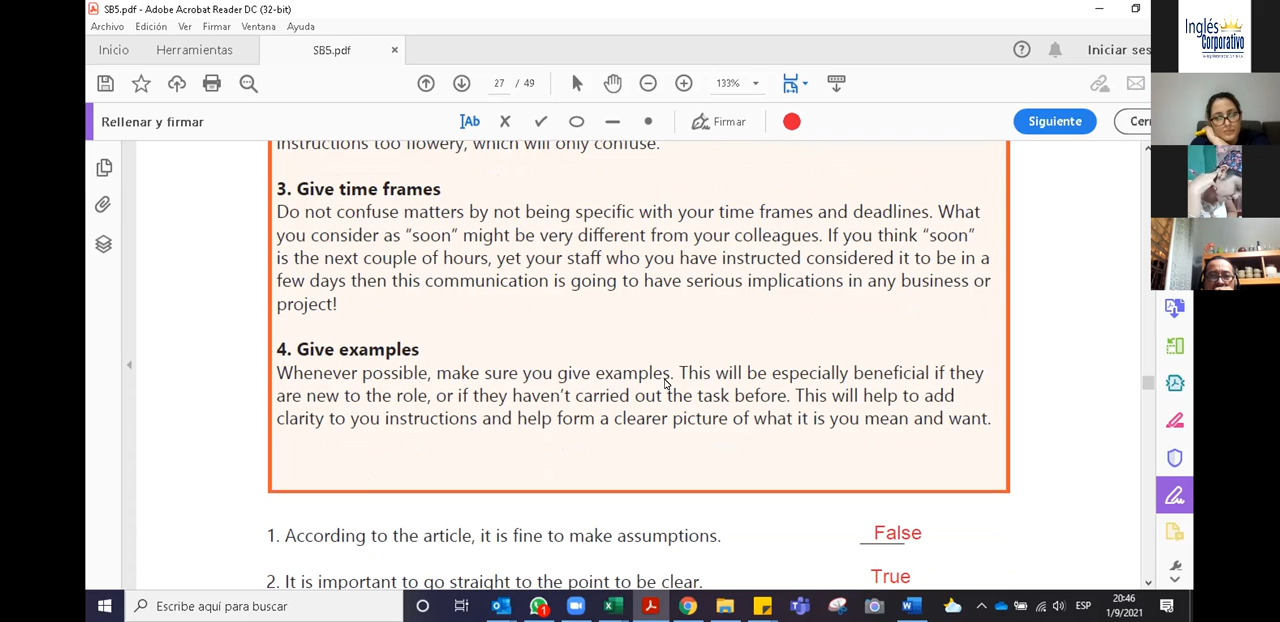 SB5.pdf - Adobe Acrobat Reader DC (32-bit)
Archivo Edición Ver Firmar Ventana Ayuda
Inicio Herramientas SB5.pdf × Iniciar ses
27 / 49 133%
Rellenar y firmar Ab Firmar Siguiente Cer
instructions too flowery, which will only confuse.
3. Give time frames
Do not confuse matters by not being specific with your time frames and deadlines. What
you consider as “soon” might be very different from your colleagues. If you think “soon”
is the next couple of hours, yet your staff who you have instructed considered it to be in a
few days then this communication is going to have serious implications in any business or
project!
4. Give examples
Whenever possible, make sure you give examples. This will be especially beneficial if they
are new to the role, or if they haven’t carried out the task before. This will help to add
clarity to you instructions and help form a clearer picture of what it is you mean and want.
1. According to the article, it is fine to make assumptions. False
2. It is important to go straight to the point to be clear. True
Escribe aquí para buscar
1
ESP
20:46
1/9/2021
Inglés
Corporativo